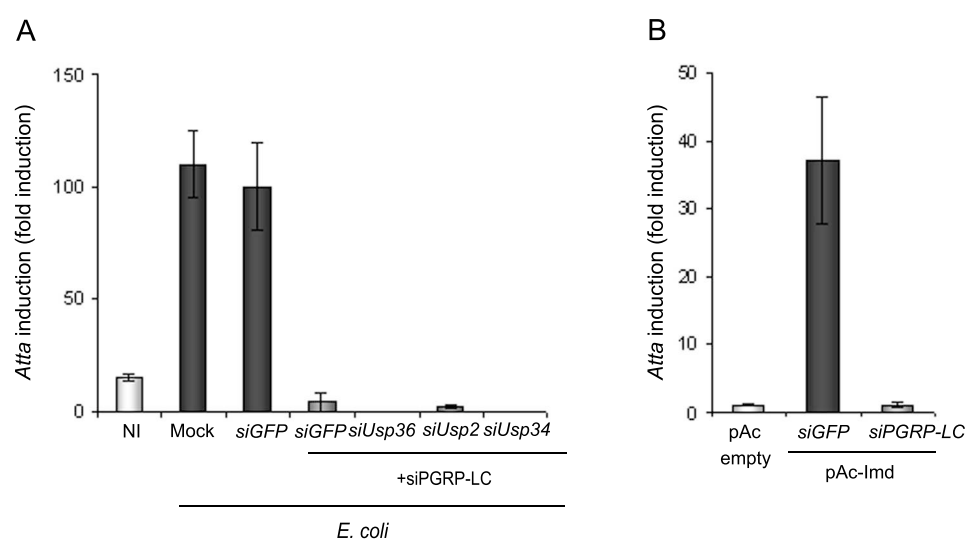 A
Atta induction (fold induction)
150
100
50
0
NI Mock siGFP siGFP siUsp36 siUsp2 siUsp34
+siPGRP-LC
E. coli
B
Atta induction (fold induction)
50
40
30
20
10
0
pAc empty siGFP siPGRP-LC
pAc-Imd